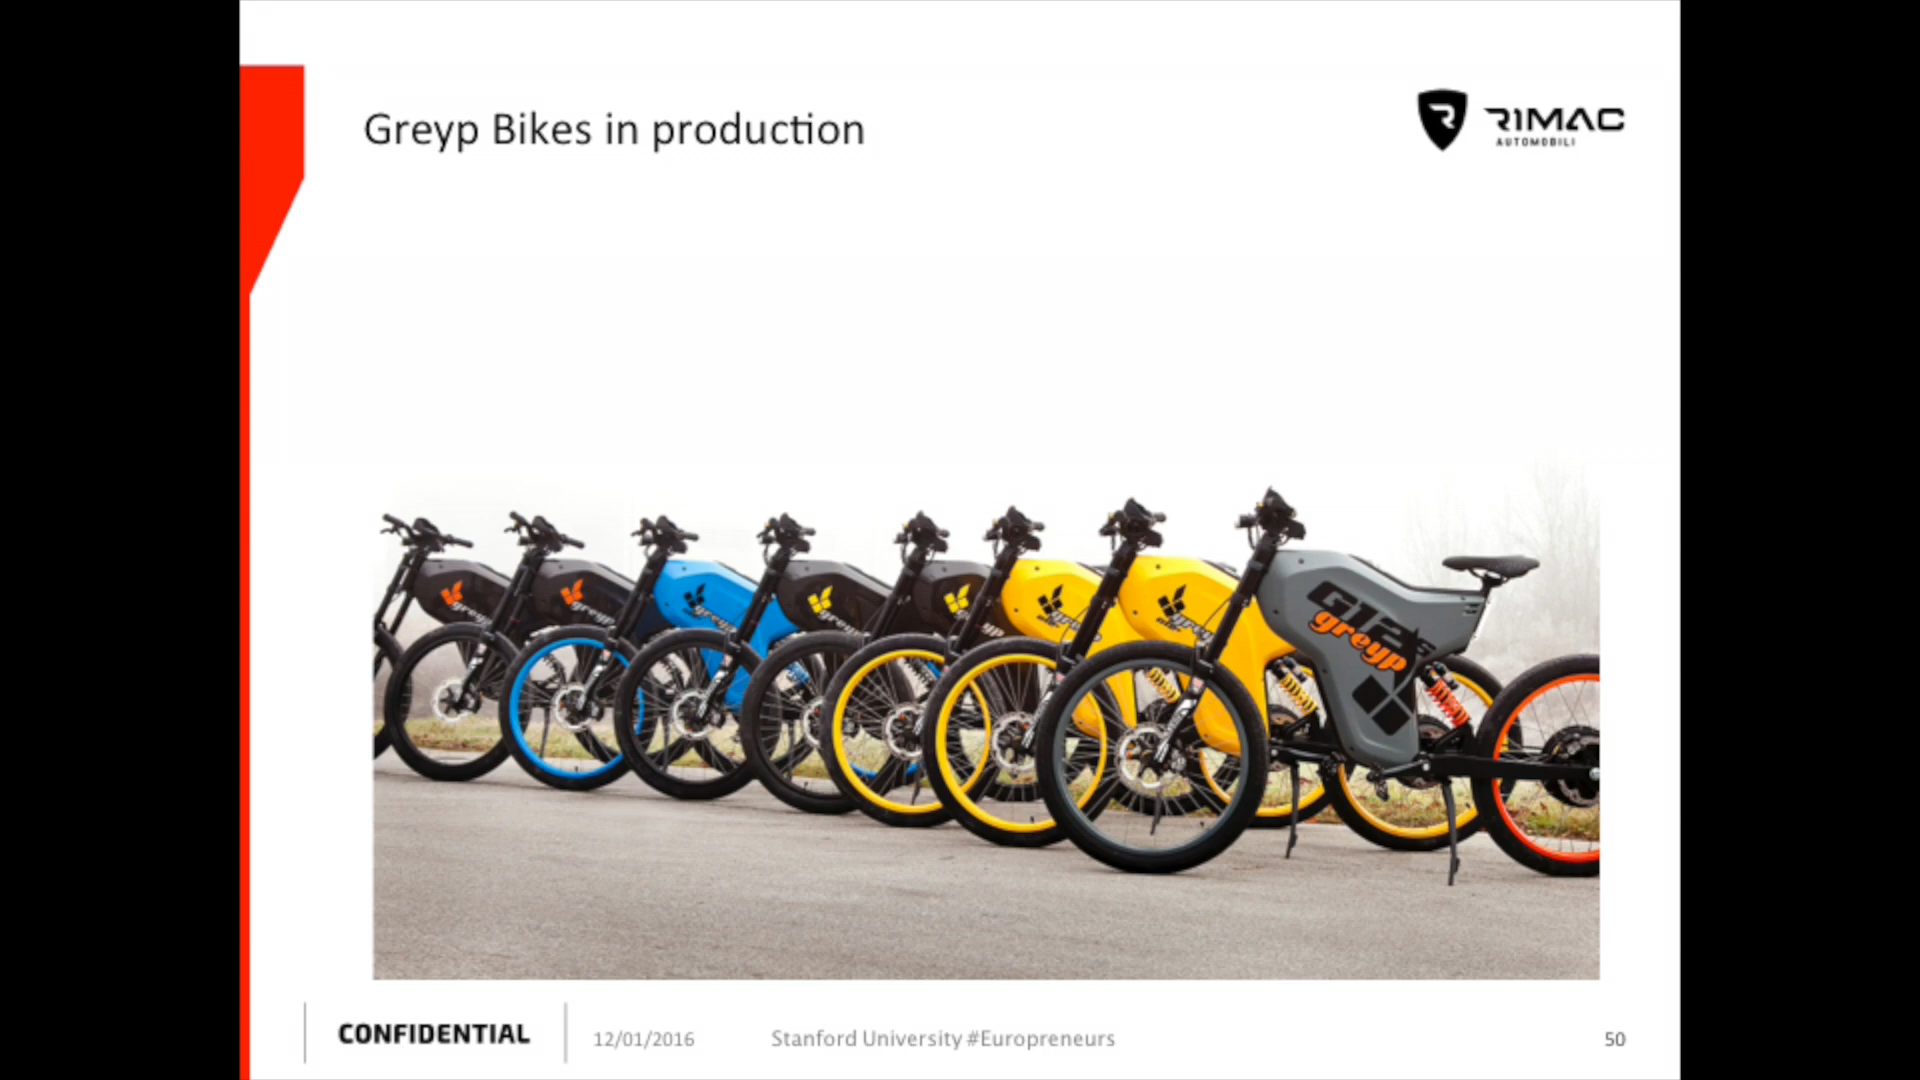 Greyp Bikes in production
RIMAC
AUTOMOBILI
greyp
greyp
greyp
greyp
greyp
G12s
greyp
CONFIDENTIAL
12/01/2016
Stanford University #Europreneurs
50